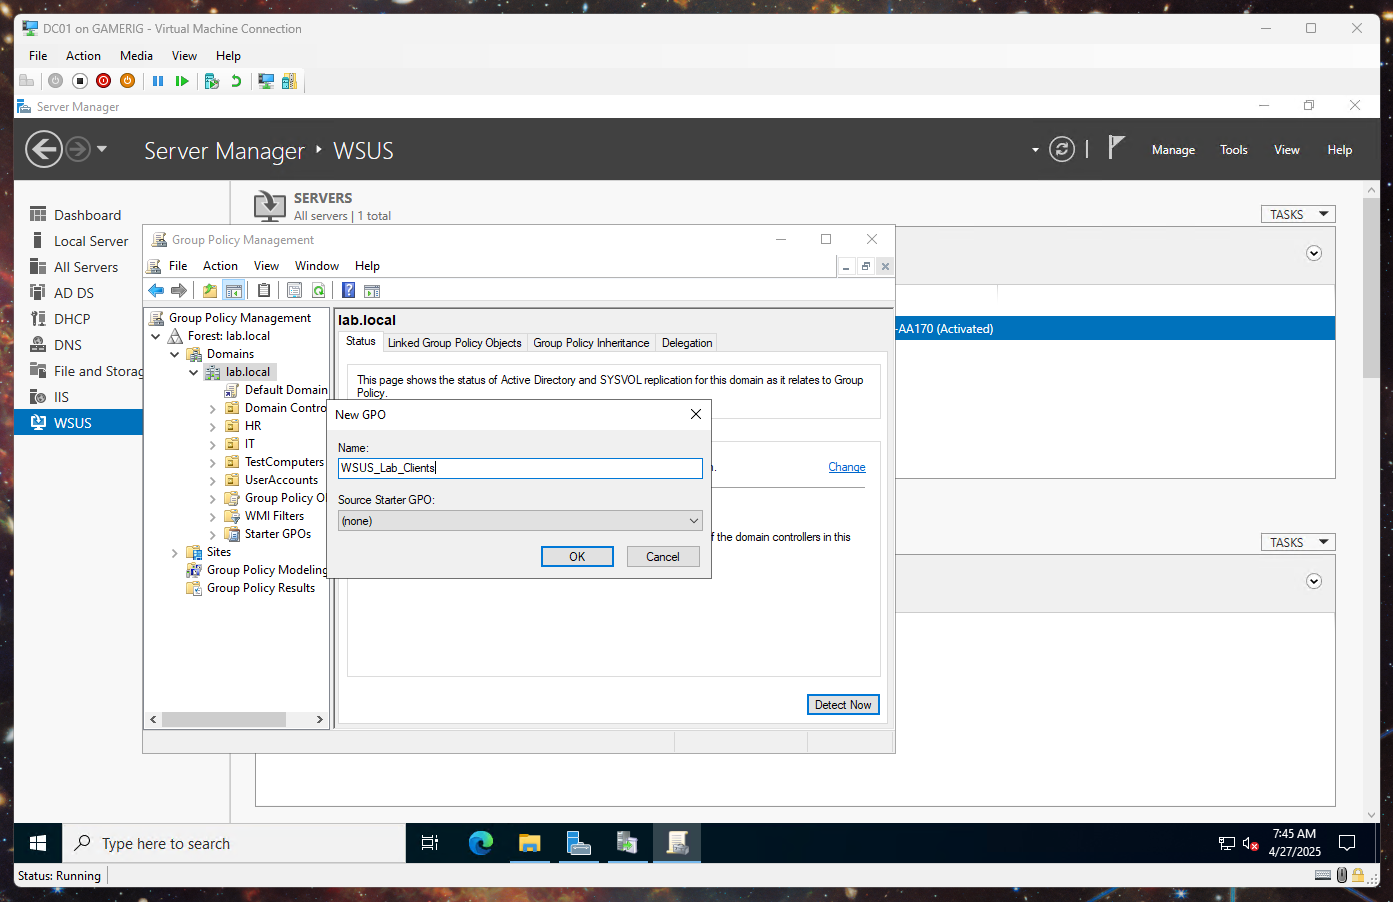 DC01 on GAMERIG - Virtual Machine Connection
File Action Media View Help
Server Manager
Server Manager ‣ WSUS
Manage Tools View Help
Dashboard
Local Server
All Servers
AD DS
DHCP
DNS
File and Storag
IIS
WSUS
SERVERS
All servers | 1 total
TASKS
-AA170 (Activated)
TASKS
Group Policy Management
File Action View Window Help
Group Policy Management
Forest: lab.local
Domains
lab.local
Default Domain
Domain Contro
HR
IT
TestComputers
UserAccounts
Group Policy O
WMI Filters
Starter GPOs
Sites
Group Policy Modeling
Group Policy Results
lab.local
Status Linked Group Policy Objects Group Policy Inheritance Delegation
This page shows the status of Active Directory and SYSVOL replication for this domain as it relates to Group
Policy.
Change
f the domain controllers in this
Detect Now
New GPO
Name:
WSUS_Lab_Clients
Source Starter GPO:
(none)
OK Cancel
Type here to search
7:45 AM
4/27/2025
Status: Running